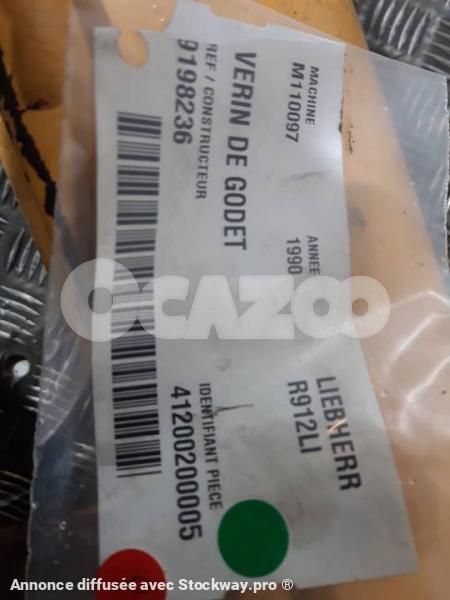 MACHINE
M110097
ANNEE
1990
LIEBHERR
R912LI
VERIN DE GODET
REF / CONSTRUCTEUR
9198236
IDENTIFIANT PIECE
41200200005
OCAZOO
Annonce diffusée avec Stockway.pro ®